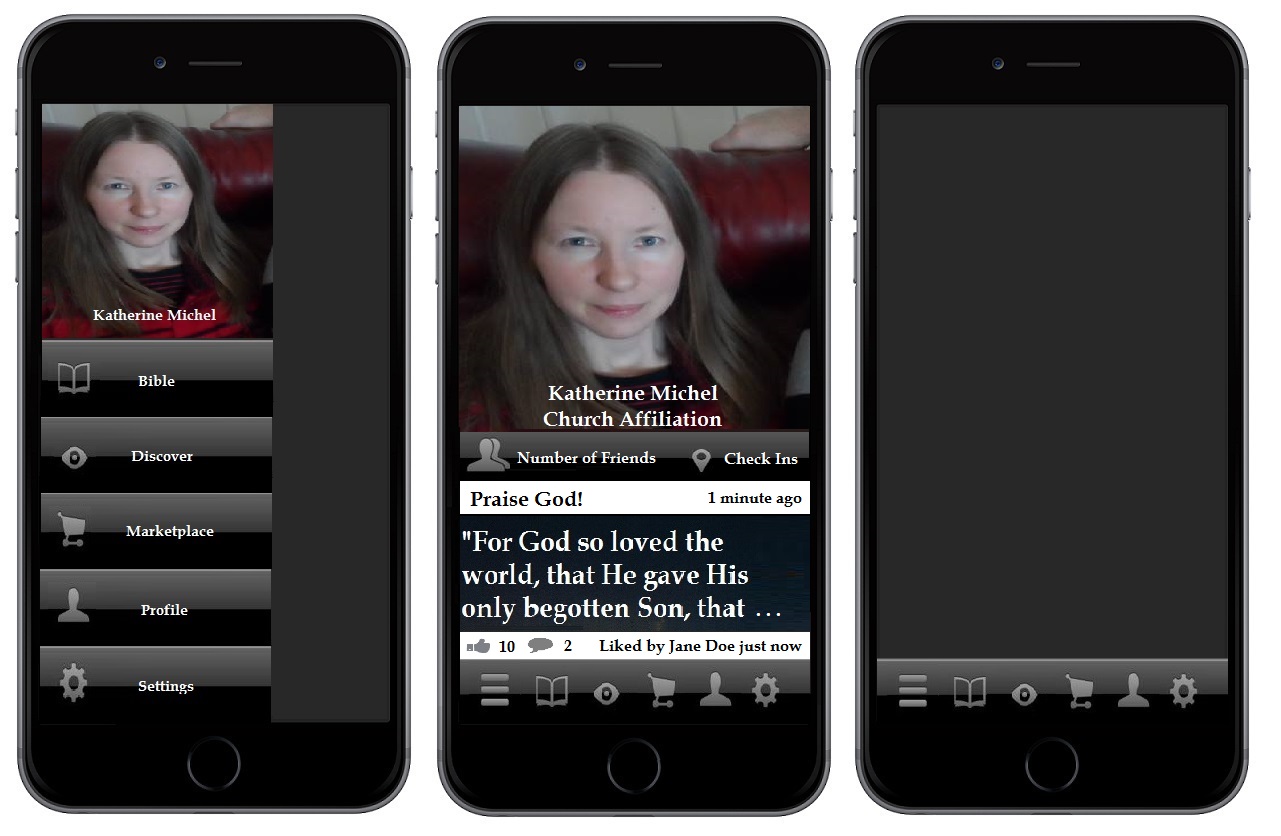 Katherine Michel
Bible
Discover
Marketplace
Profile
Settings
Katherine Michel
Church Affiliation
Number of Friends
Check Ins
Praise God!
1 minute ago
"For God so loved the
world, that He gave His
only begotten Son, that ...
10
2
Liked by Jane Doe just now